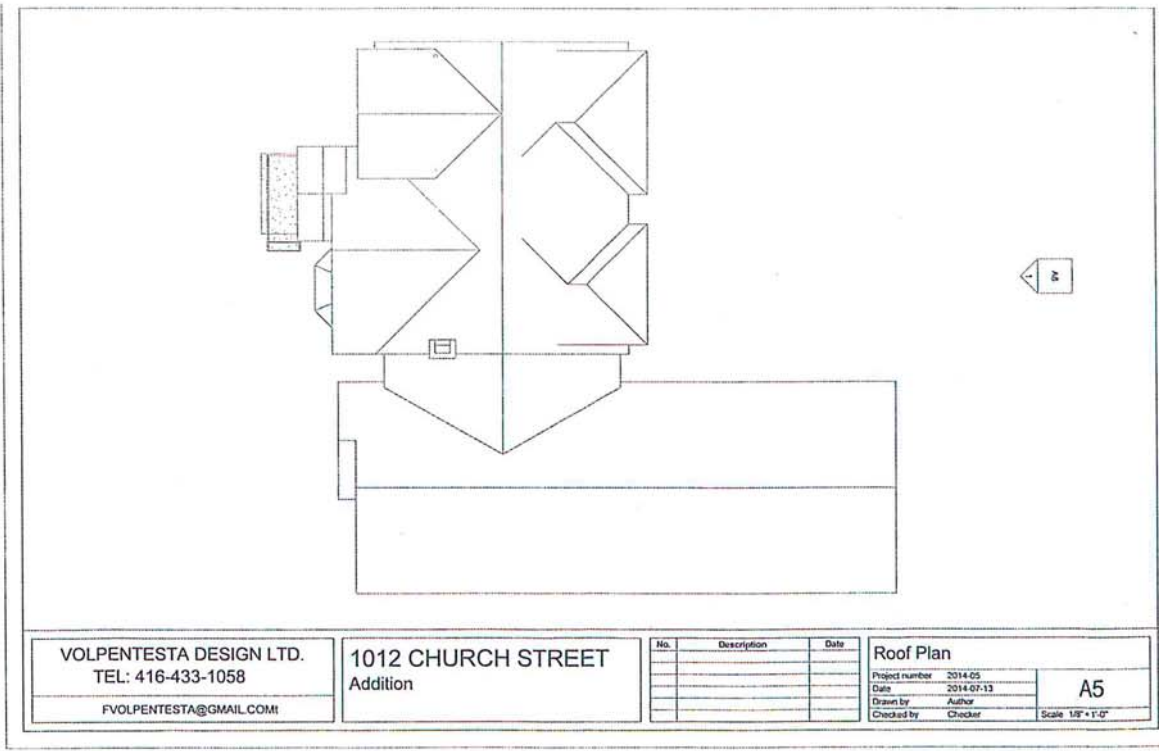 A6
1
VOLPENTESTA DESIGN LTD.
TEL: 416-433-1058
FVOLPENTESTA@GMAIL.COM
1012 CHURCH STREET
Addition
No. Description Date
Roof Plan
Project number 2014-05
Date 2014-07-13
Drawn by Author
Checked by Checker
A5
Scale 1/8" = 1'-0"